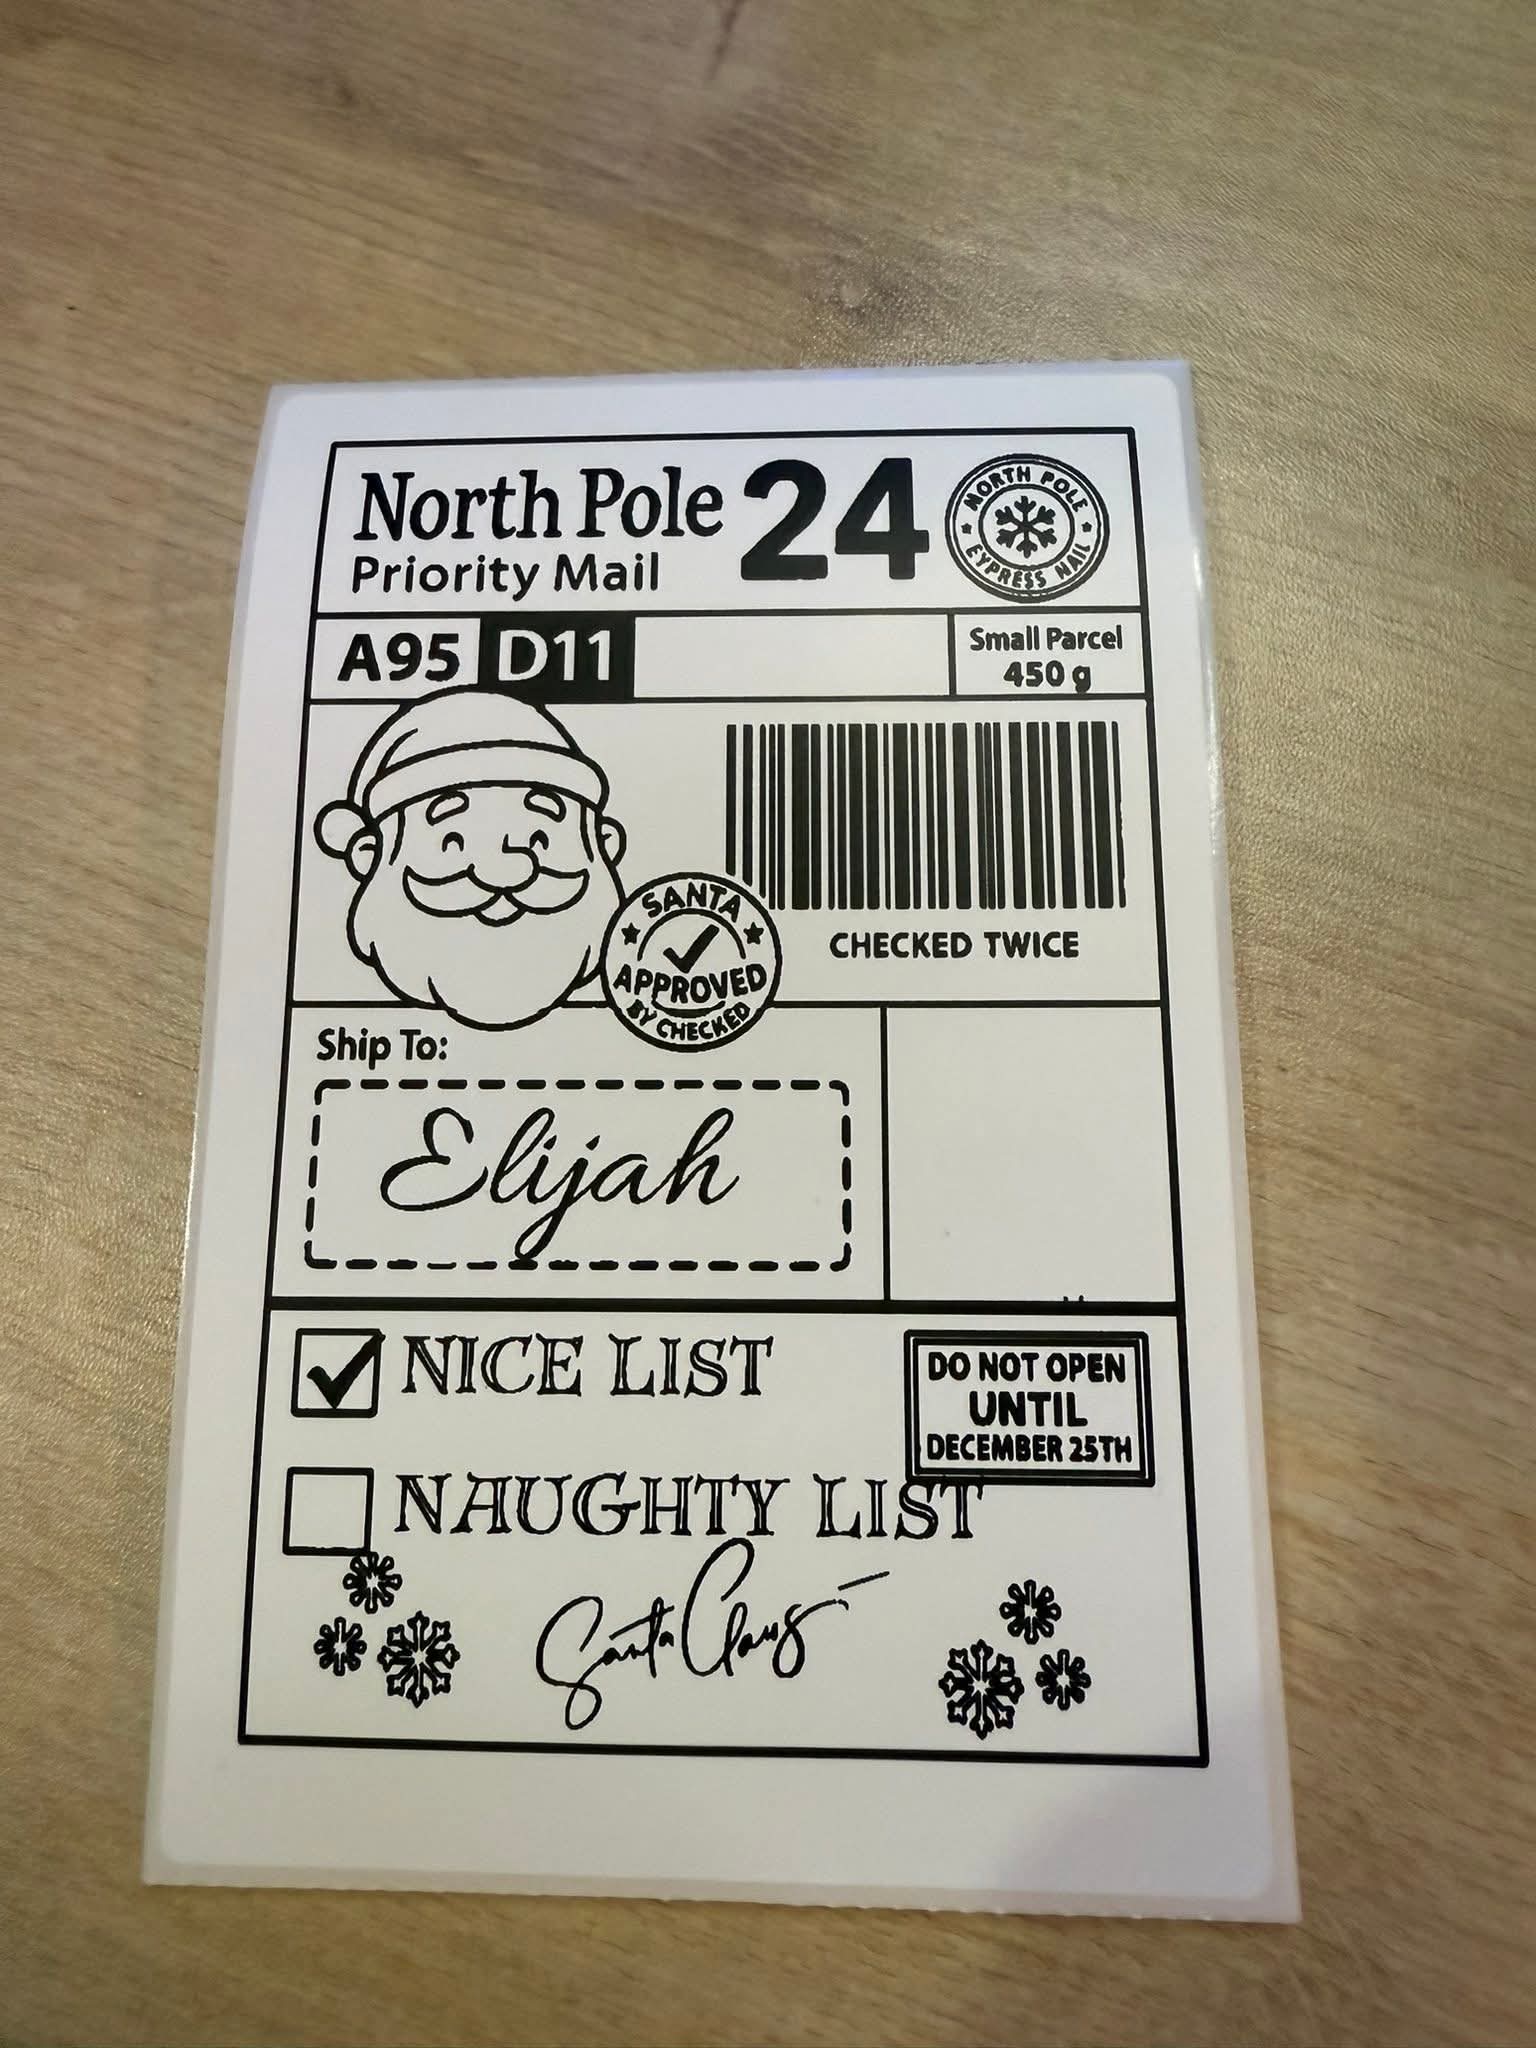 North Pole
Priority Mail
24
NORTH POLE
EYPRESS MAIL
A95 D11
Small Parcel
450 g
SANTA
APPROVED
BY CHECKED
CHECKED TWICE
Ship To:
Elijah
NICE LIST
DO NOT OPEN
UNTIL
DECEMBER 25TH
NAUGHTY LIST
Santa Claus